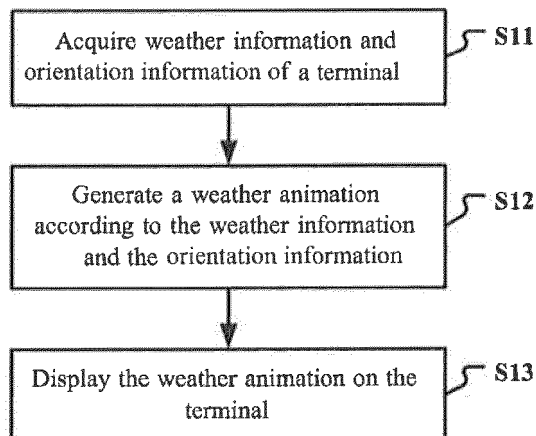 Acquire weather information and
orientation information of a terminal
S11
Generate a weather animation
according to the weather information
and the orientation information
S12
Display the weather animation on the
terminal
S13